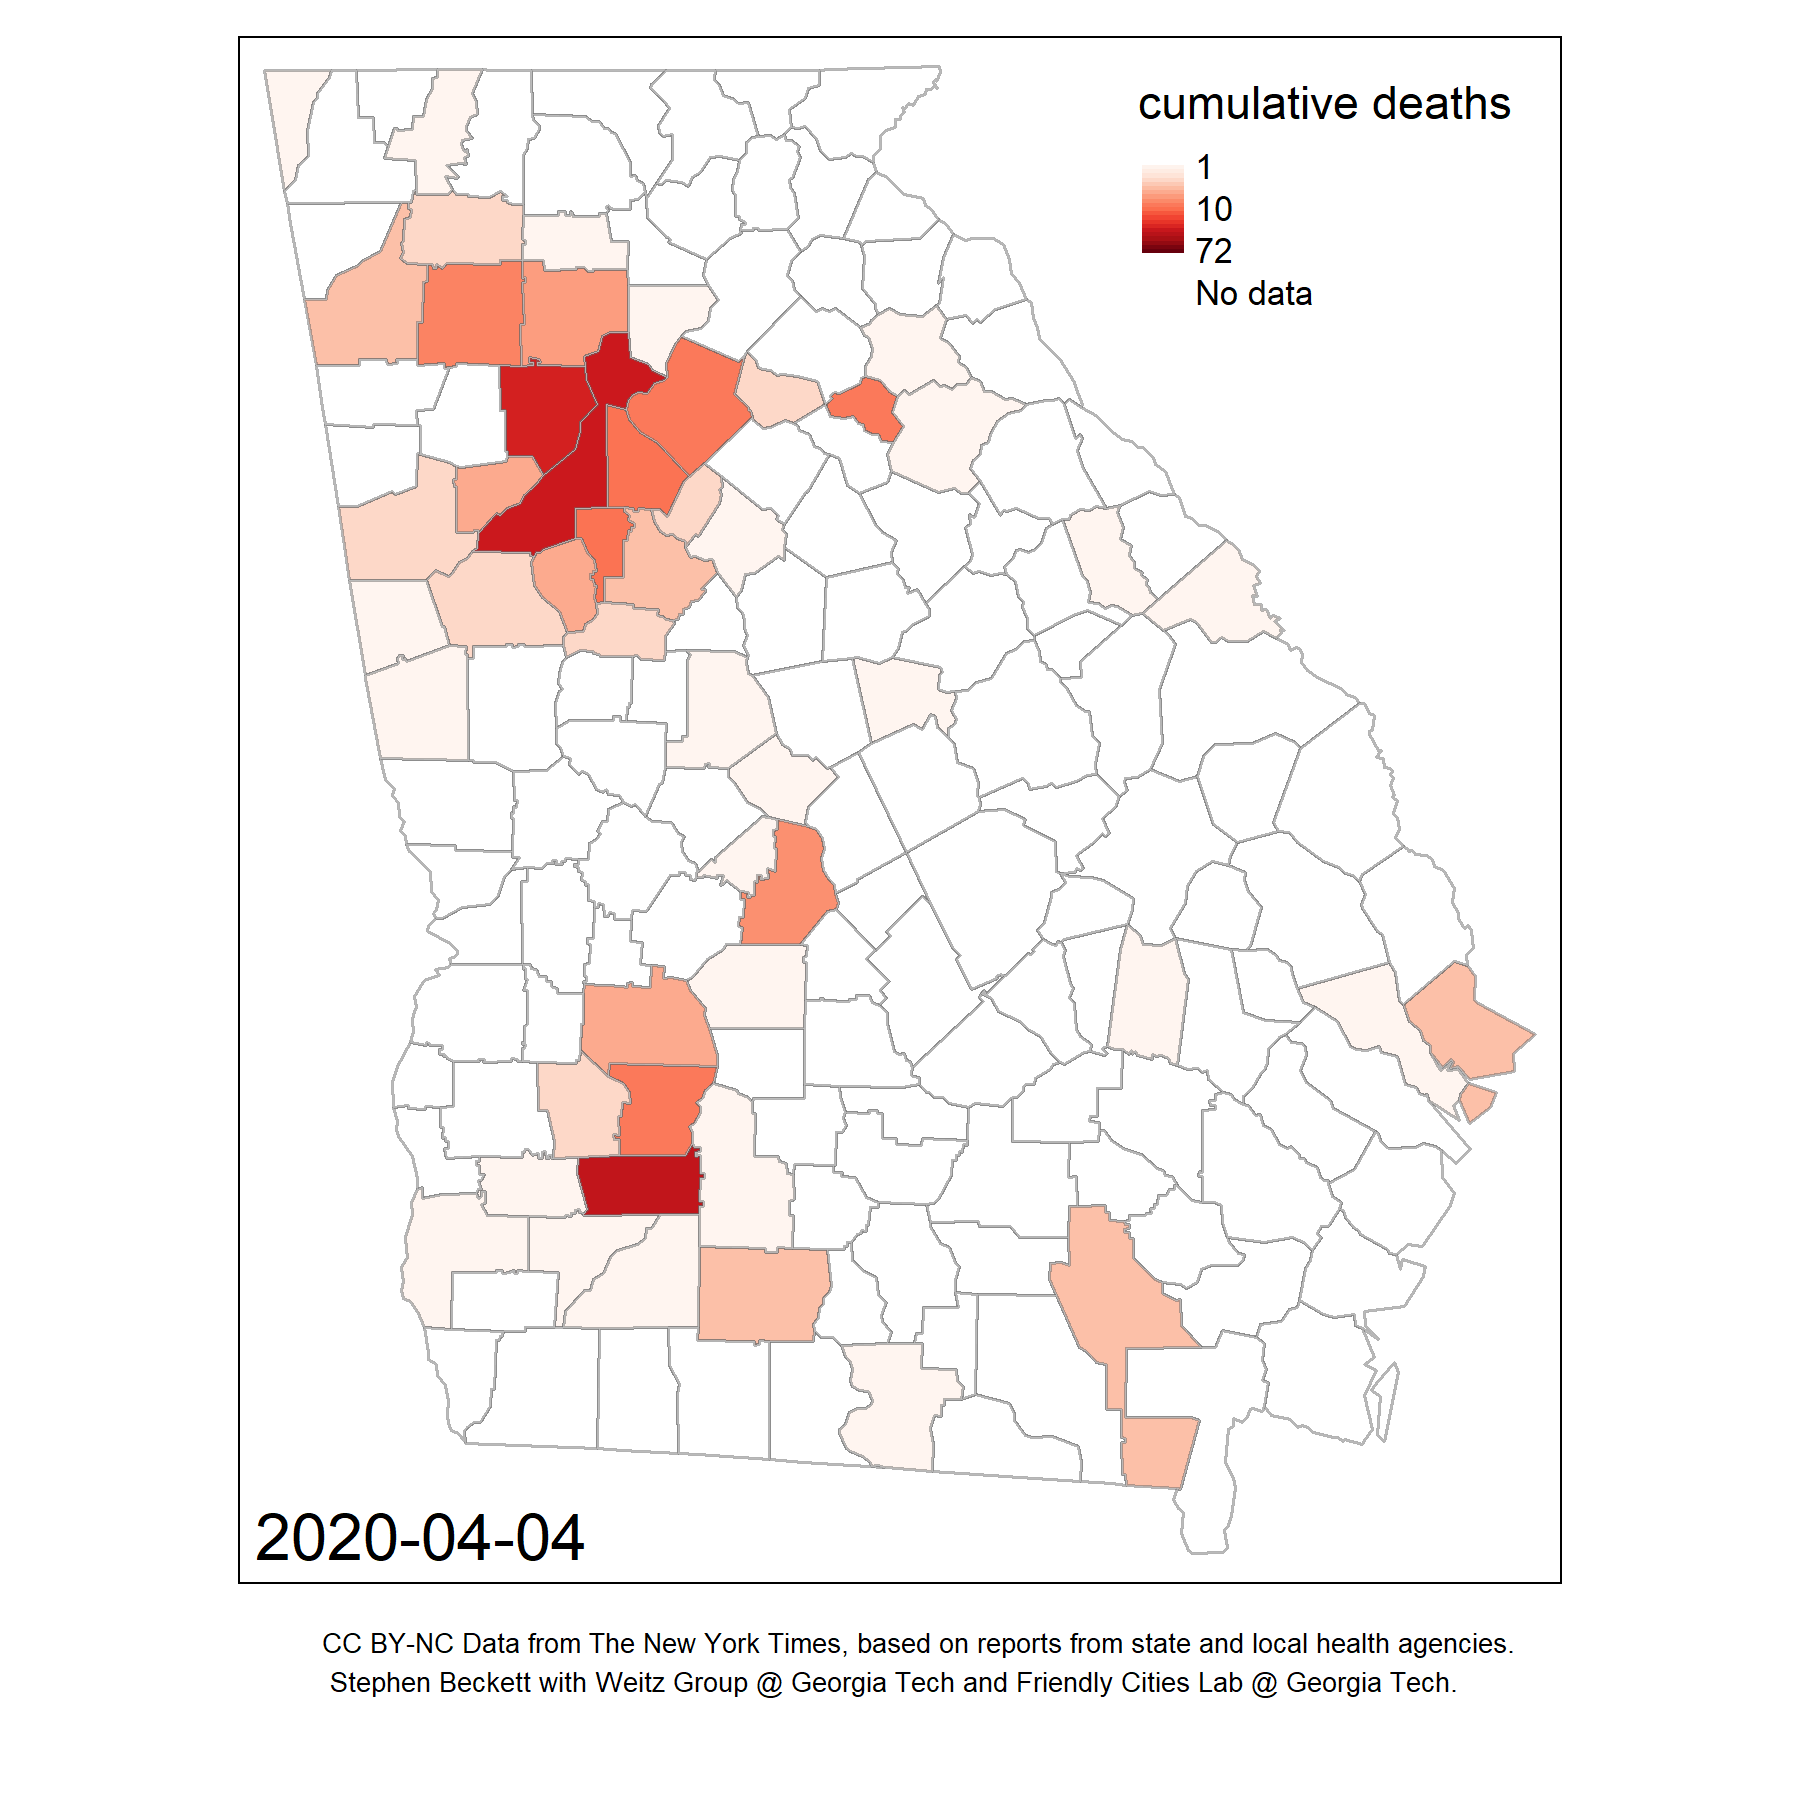 cumulative deaths
1
10
72
No data
2020-04-04
CC BY-NC Data from The New York Times, based on reports from state and local health agencies.
Stephen Beckett with Weitz Group @ Georgia Tech and Friendly Cities Lab @ Georgia Tech.